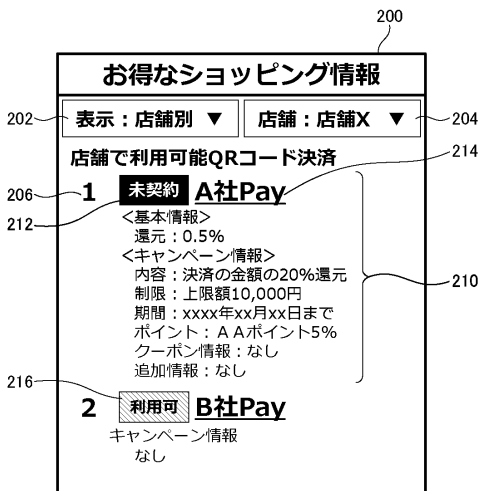 200
お得なショッピング情報
202
表示：店舗別 ▼
店舗：店舗X ▼
204
店舗で利用可能QRコード決済
214
206
1
未契約
A社Pay
212
<基本情報>
還元：0.5%
<キャンペーン情報>
内容：決済の金額の20%還元
210
制限：上限額10,000円
期間：xxxx年xx月xx日まで
ポイント：ＡＡポイント5%
クーポン情報：なし
追加情報：なし
216
2
利用可
B社Pay
キャンペーン情報
なし